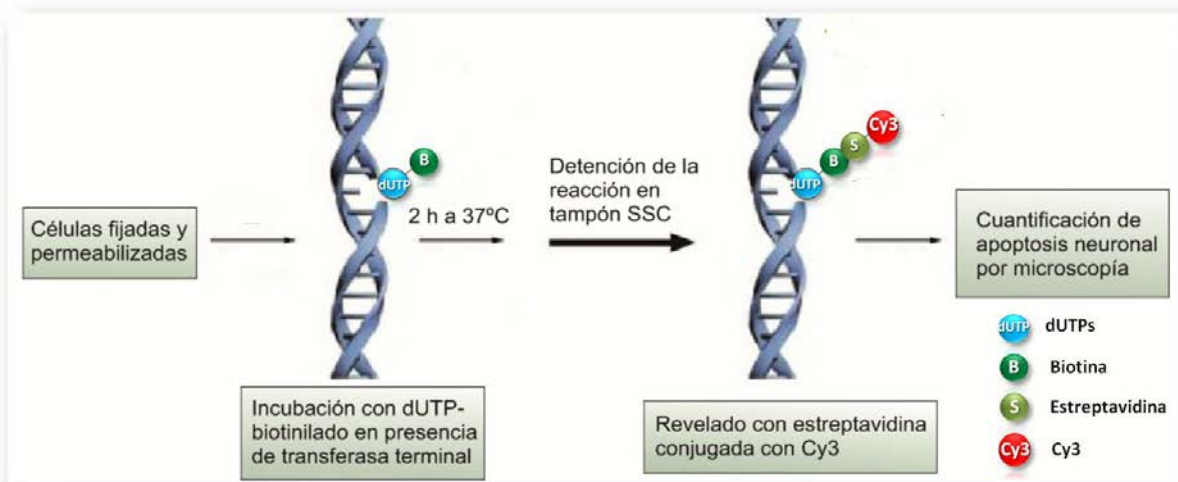 Células fijadas y
permeabilizadas
dUTP
B
2 h a 37ºC
Incubación con dUTP-
biotinilado en presencia
de transferasa terminal
Detención de la
reacción en
tampón SSC
dUTP
B
S
Cy3
Revelado con estreptavidina
conjugada con Cy3
Cuantificación de
apoptosis neuronal
por microscopía
dUTP dUTPs
B Biotina
S Estreptavidina
Cy3 Cy3